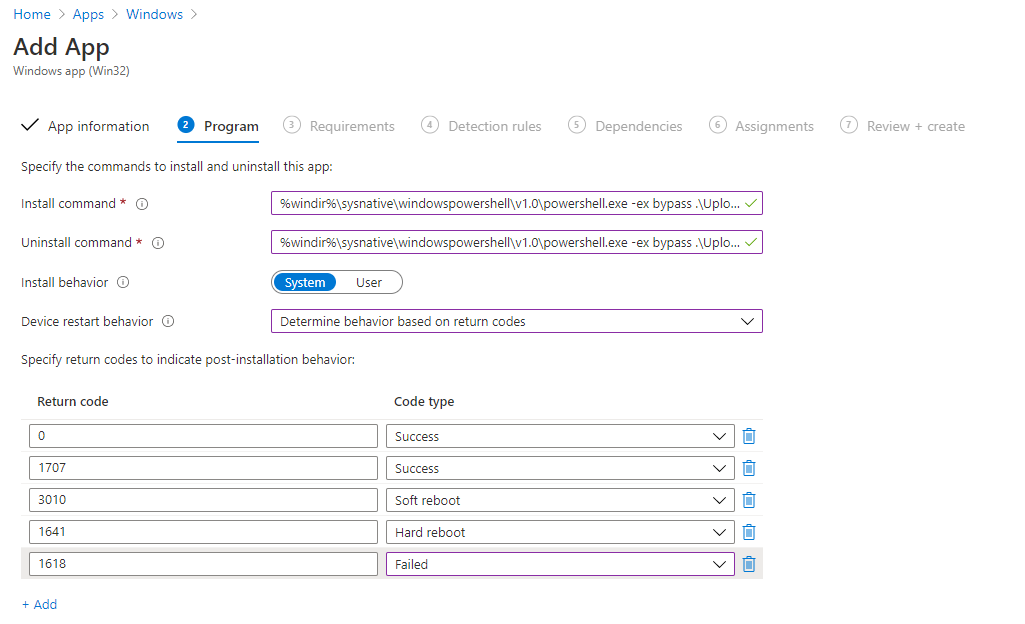 Home > Apps > Windows >
Add App
Windows app (Win32)
App information 2 Program 3 Requirements 4 Detection rules 5 Dependencies 6 Assignments 7 Review + create
Specify the commands to install and uninstall this app:
Install command * %windir%\sysnative\windowspowershell\v1.0\powershell.exe -ex bypass .\Uplo...
Uninstall command * %windir%\sysnative\windowspowershell\v1.0\powershell.exe -ex bypass .\Uplo...
Install behavior System User
Device restart behavior Determine behavior based on return codes
Specify return codes to indicate post-installation behavior:
Return code Code type
0 Success
1707 Success
3010 Soft reboot
1641 Hard reboot
1618 Failed
+ Add